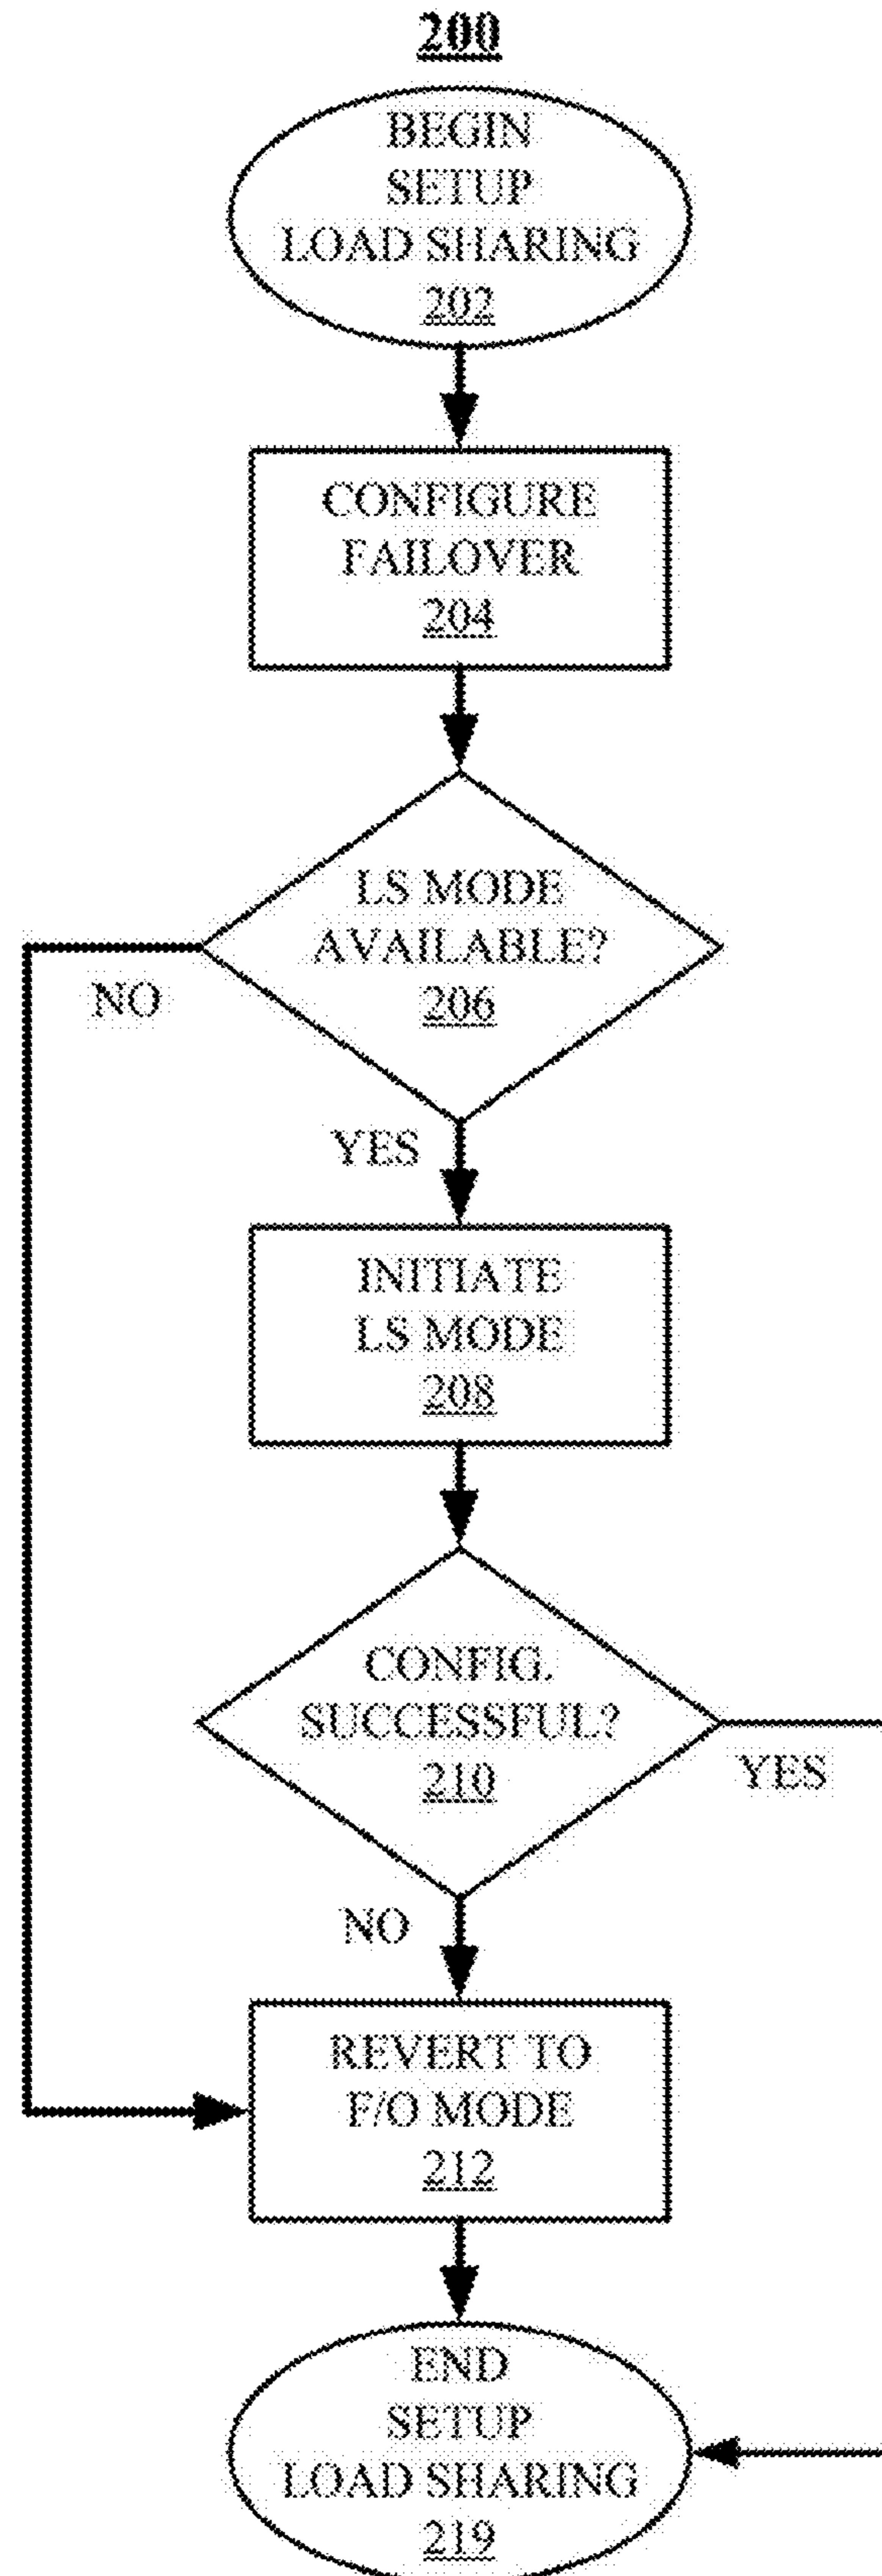 200
BEGIN
SETUP
LOAD SHARING
202
CONFIGURE
FAILOVER
204
LS MODE
AVAILABLE?
206
NO
YES
INITIATE
LS MODE
208
CONFIG.
SUCCESSFUL?
210
YES
NO
REVERT TO
F/O MODE
212
END
SETUP
LOAD SHARING
219